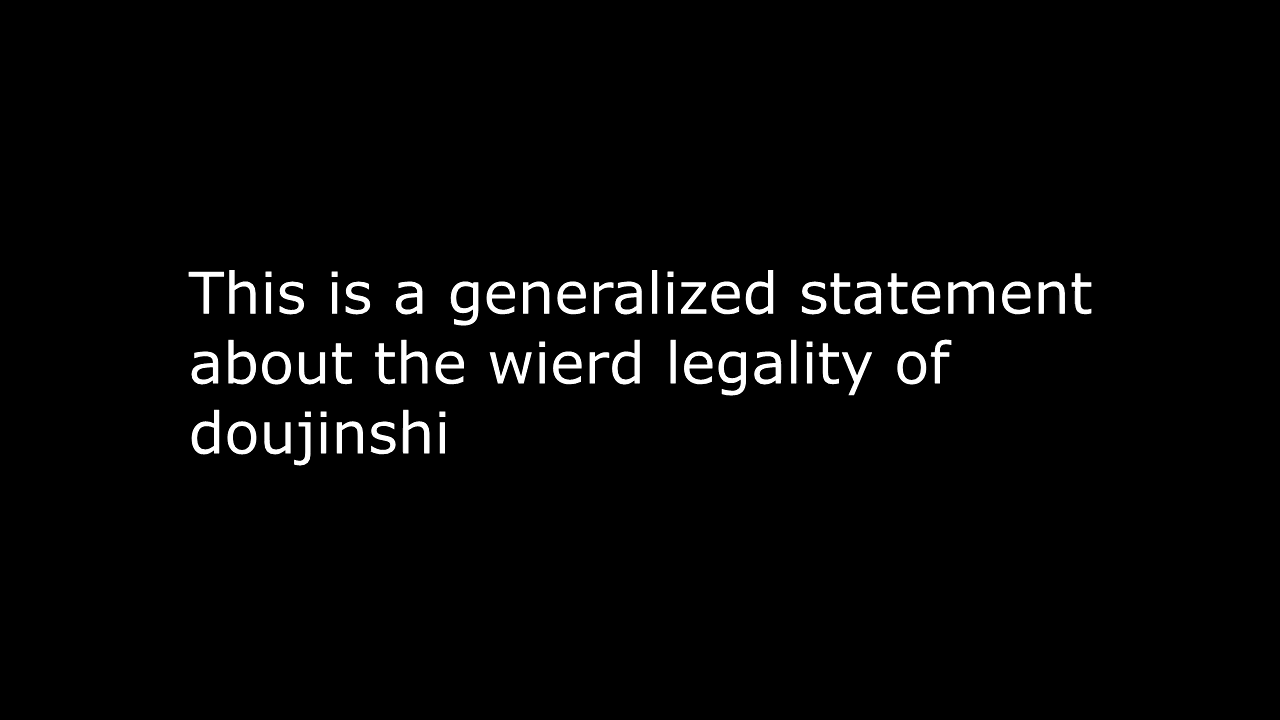 This is a generalized statement
about the wierd legality of
doujinshi